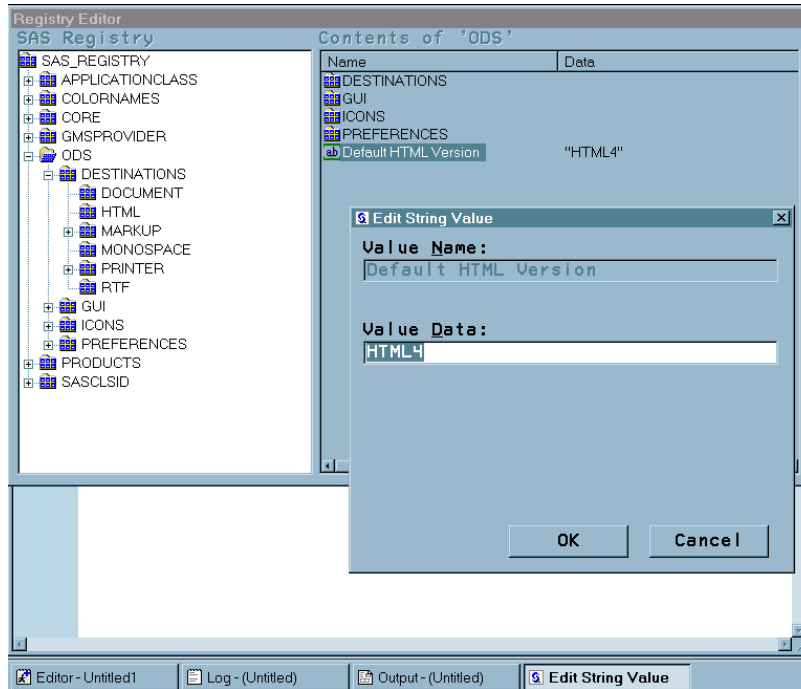 Registry Editor
SAS Registry
SAS_REGISTRY
APPLICATIONCLASS
COLORNAMES
CORE
GMSPROVIDER
ODS
DESTINATIONS
DOCUMENT
HTML
MARKUP
MONOSPACE
PRINTER
RTF
GUI
ICONS
PREFERENCES
PRODUCTS
SASCLSID
Contents of 'ODS'
Name Data
DESTINATIONS
GUI
ICONS
PREFERENCES
ab Default HTML Version "HTML4"
Edit String Value
Value Name:
Default HTML Version
Value Data:
HTML4
OK Cancel
Editor - Untitled1 Log - (Untitled) Output - (Untitled) Edit String Value